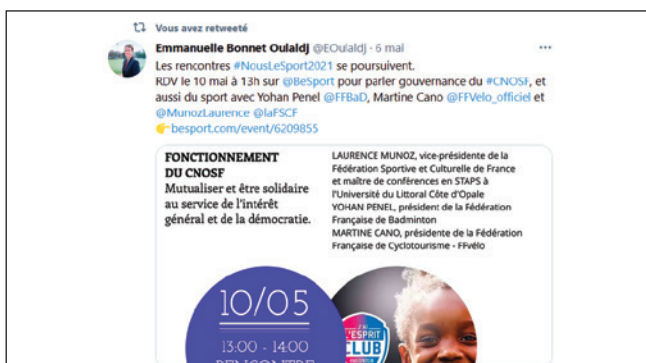 Vous avez retweeté
Emmanuelle Bonnet Oulaldj @EOulaldj · 6 mai
Les rencontres #NousLeSport2021 se poursuivent.
RDV le 10 mai à 13h sur @BeSport pour parler gouvernance du #CNOSF, et
aussi du sport avec Yohan Penel @FFBaD, Martine Cano @FFVelo_officiel et
@MunozLaurence @laFSCF
👉besport.com/event/6209855
FONCTIONNEMENT
DU CNOSF
Mutualiser et être solidaire
au service de l'intérêt
général et de la démocratie.
LAURENCE MUNOZ, vice-présidente de la
Fédération Sportive et Culturelle de France
et maître de conférences en STAPS à
l'Université du Littoral Côte d'Opale
YOHAN PENEL, président de la Fédération
Française de Badminton
MARTINE CANO, présidente de la Fédération
Française de Cyclotourisme - FFvélo
10/05
13:00 - 14:00
RENCONTRE
J'AI
L'ESPRIT
CLUB